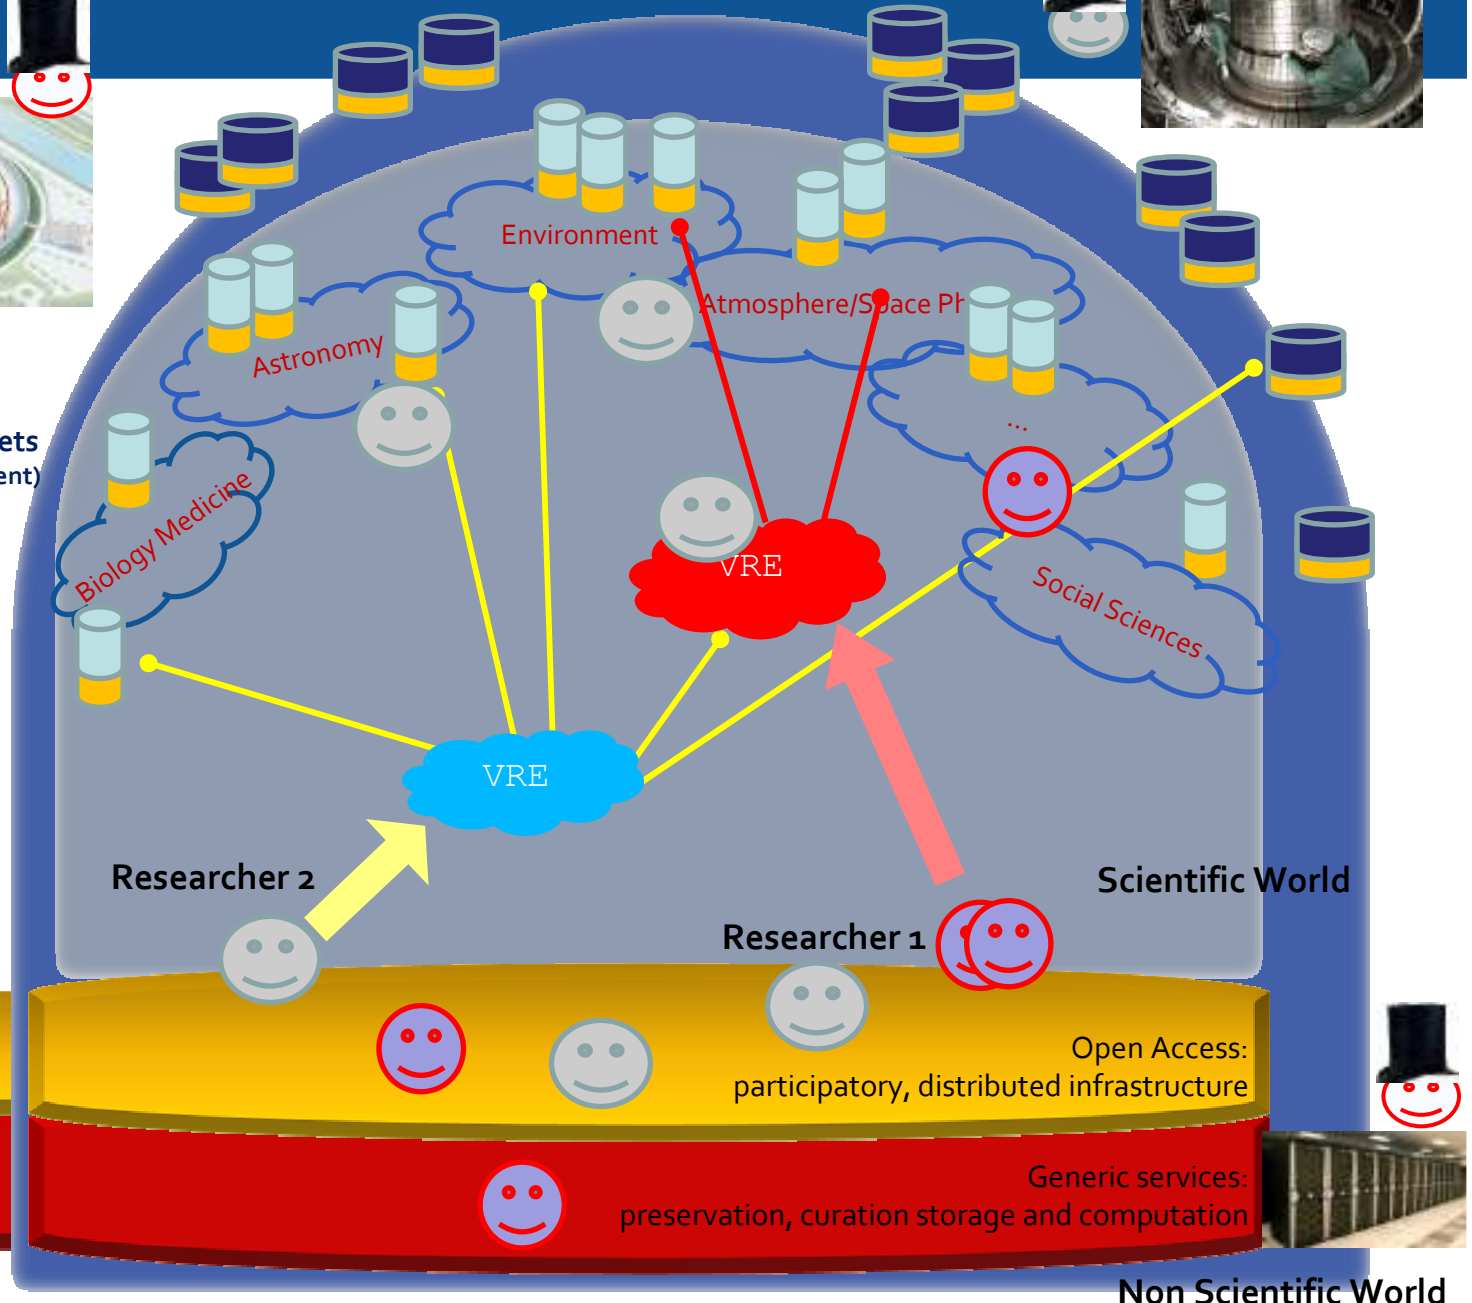 Environment
Atmosphere/Space Ph
Astronomy
...
ets
ent)
Biology Medicine
VRE
Social Sciences
VRE
Researcher 2
Scientific World
Researcher 1
Open Access:
participatory, distributed infrastructure
Generic services:
preservation, curation storage and computation
Non Scientific World